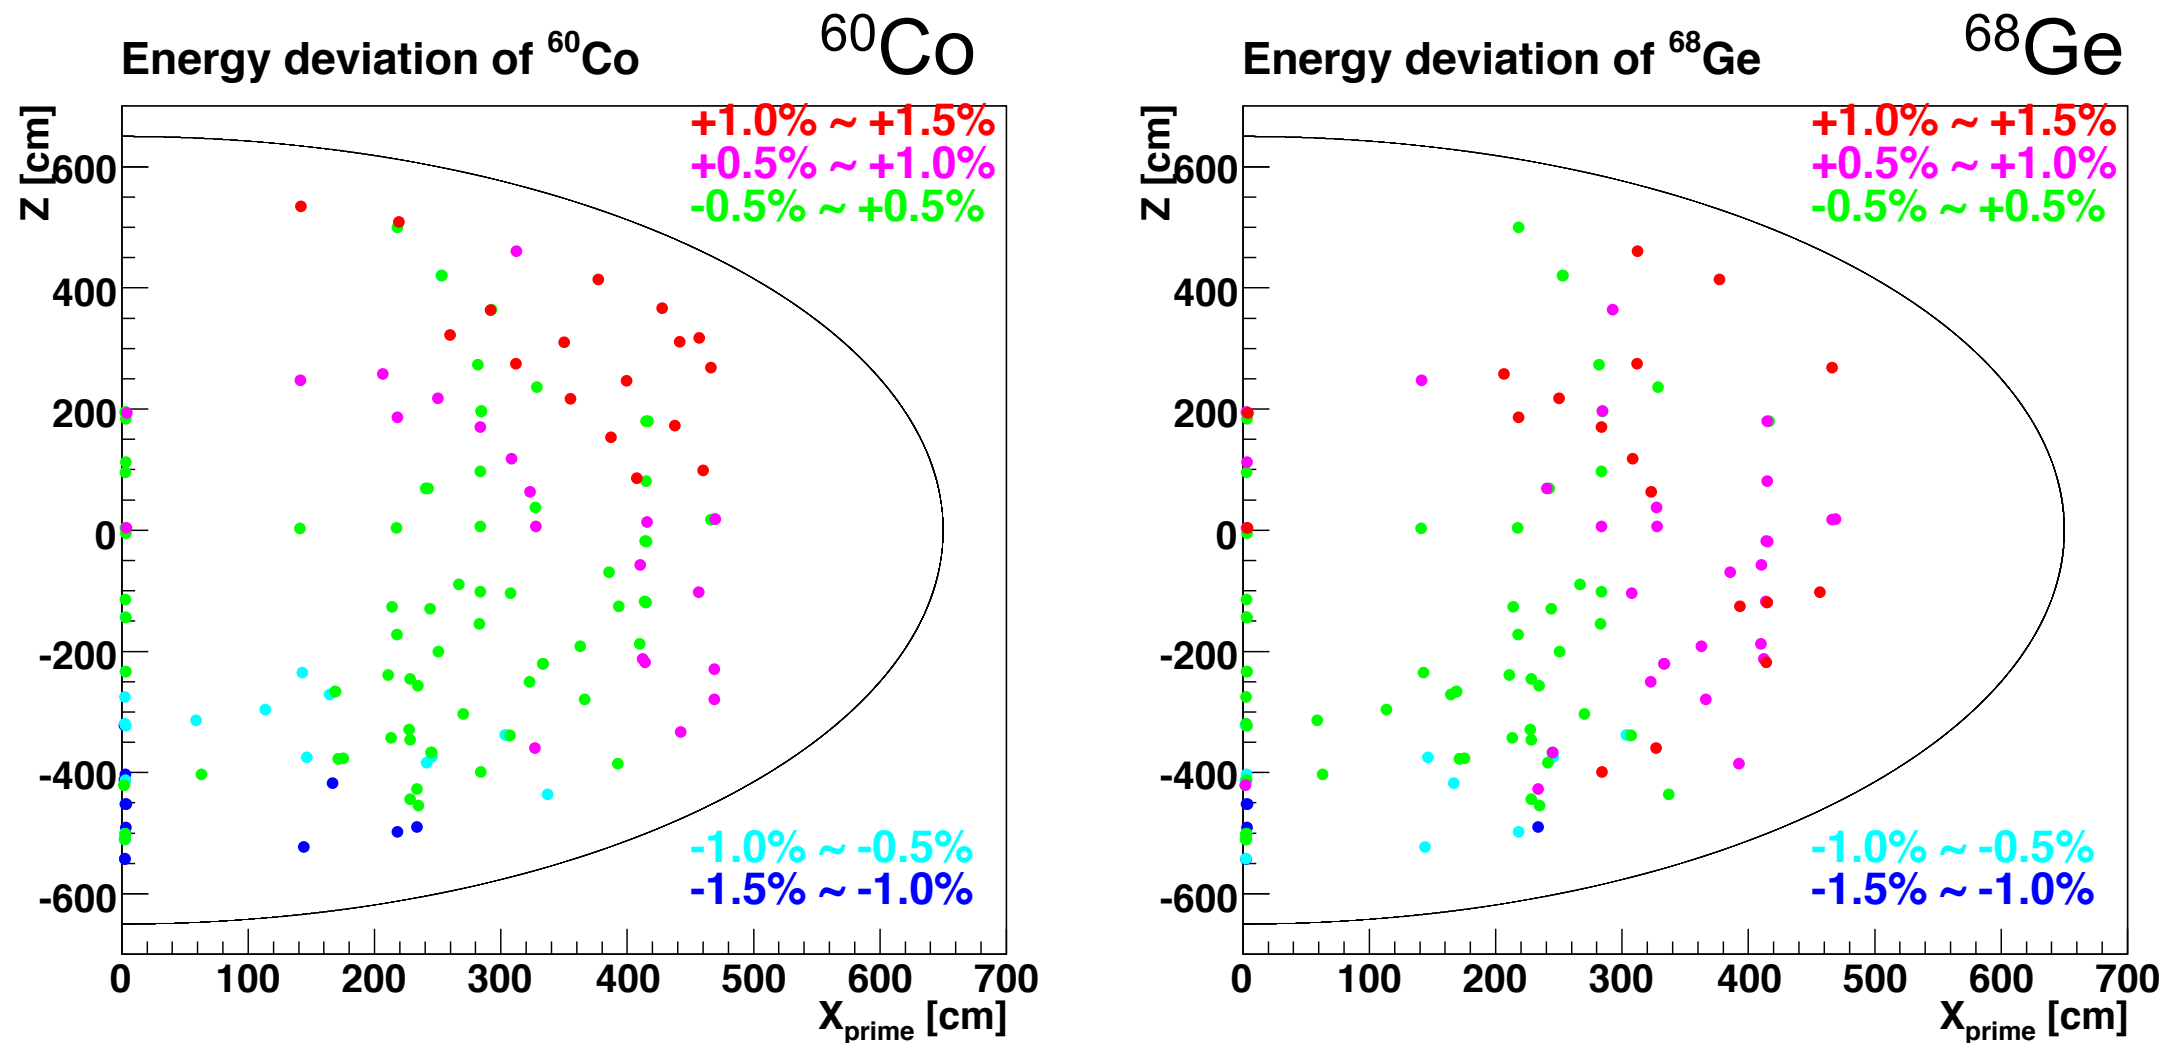 Energy deviation of ⁶⁰Co
⁶⁰Co
+1.0% ~ +1.5%
+0.5% ~ +1.0%
-0.5% ~ +0.5%
-1.0% ~ -0.5%
-1.5% ~ -1.0%
Z [cm]
600
400
200
0
-200
-400
-600
0 100 200 300 400 500 600 700
Xprime [cm]
Energy deviation of ⁶⁸Ge
⁶⁸Ge
+1.0% ~ +1.5%
+0.5% ~ +1.0%
-0.5% ~ +0.5%
-1.0% ~ -0.5%
-1.5% ~ -1.0%
Z [cm]
600
400
200
0
-200
-400
-600
0 100 200 300 400 500 600 700
Xprime [cm]